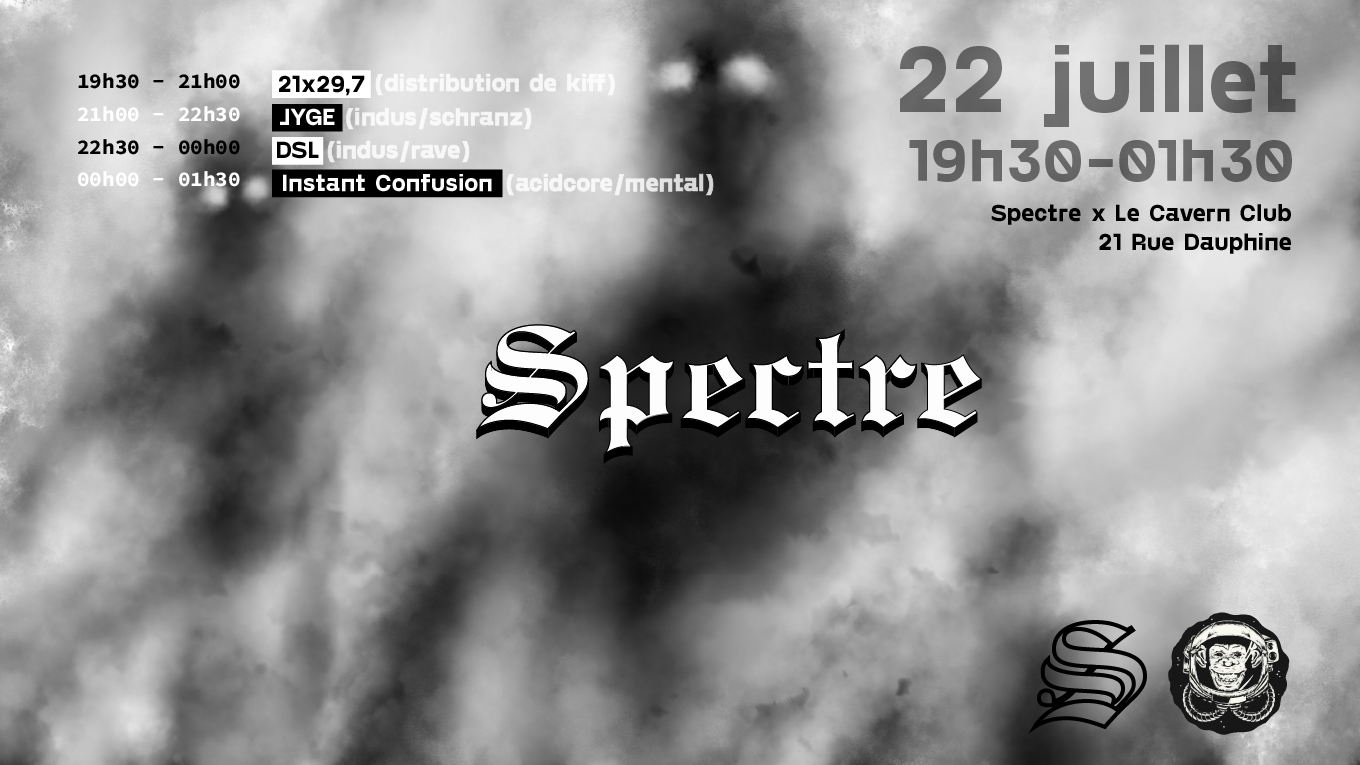 19h30 - 21h00 21x29,7 (distribution de kiff)
21h00 - 22h30 JYGE (indus/schranz)
22h30 - 00h00 DSL (indus/rave)
00h00 - 01h30 Instant Confusion (acidcore/mental)
22 juillet
19h30-01h30
Spectre x Le Cavern Club
21 Rue Dauphine
Spectre
S